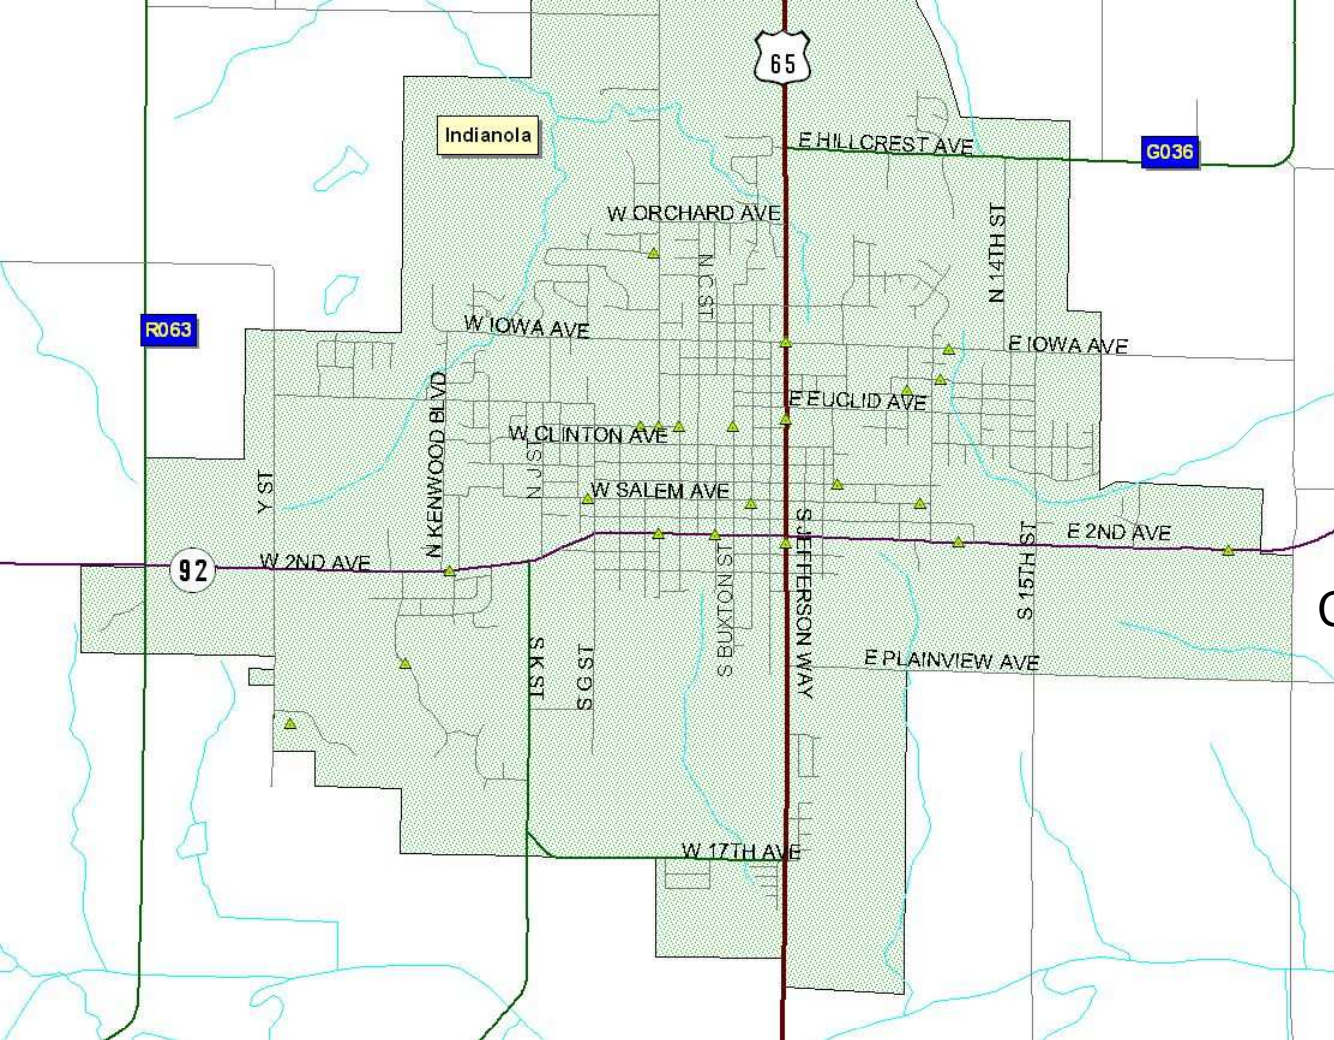 65
Indianola
E HILLCREST AVE
G036
W ORCHARD AVE
N 14TH ST
N C ST
R063
W IOWA AVE
E IOWA AVE
N KENWOOD BLVD
E EUCLID AVE
W CLINTON AVE
N J ST
Y ST
W SALEM AVE
S JEFFERSON WAY
E 2ND AVE
S 15TH ST
W 2ND AVE
92
S BUXTON ST
S K ST
S G ST
E PLAINVIEW AVE
W 17TH AVE